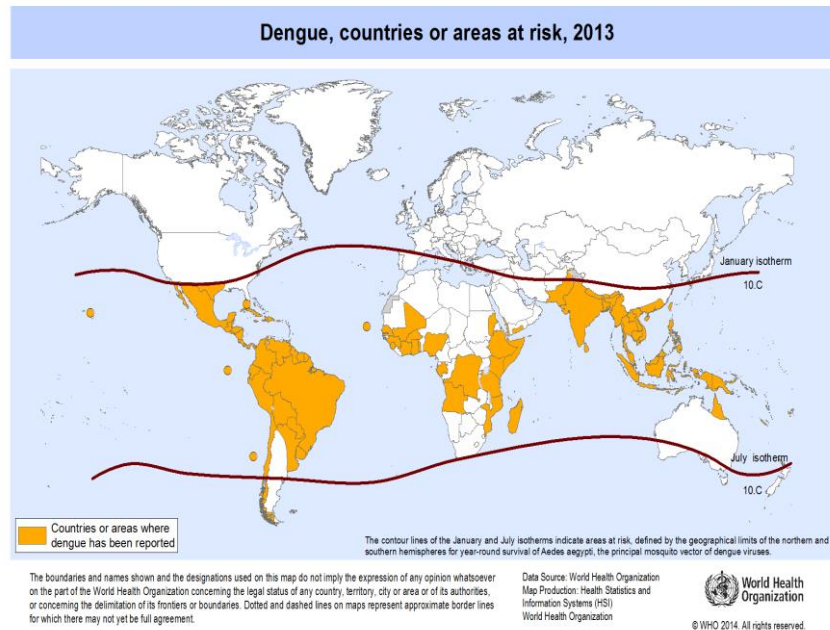 Dengue, countries or areas at risk, 2013
January isotherm
10.C
July isotherm
10.C
Countries or areas where
dengue has been reported
The contour lines of the January and July isotherms indicate areas at risk, defined by the geographical limits of the northern and
southern hemispheres for year-round survival of Aedes aegypti, the principal mosquito vector of dengue viruses.
The boundaries and names shown and the designations used on this map do not imply the expression of any opinion whatsoever
on the part of the World Health Organization concerning the legal status of any country, territory, city or area or of its authorities,
or concerning the delimitation of its frontiers or boundaries. Dotted and dashed lines on maps represent approximate border lines
for which there may not yet be full agreement.
Data Source: World Health Organization
Map Production: Health Statistics and
Information Systems (HSI)
World Health Organization
World Health
Organization
© WHO 2014. All rights reserved.